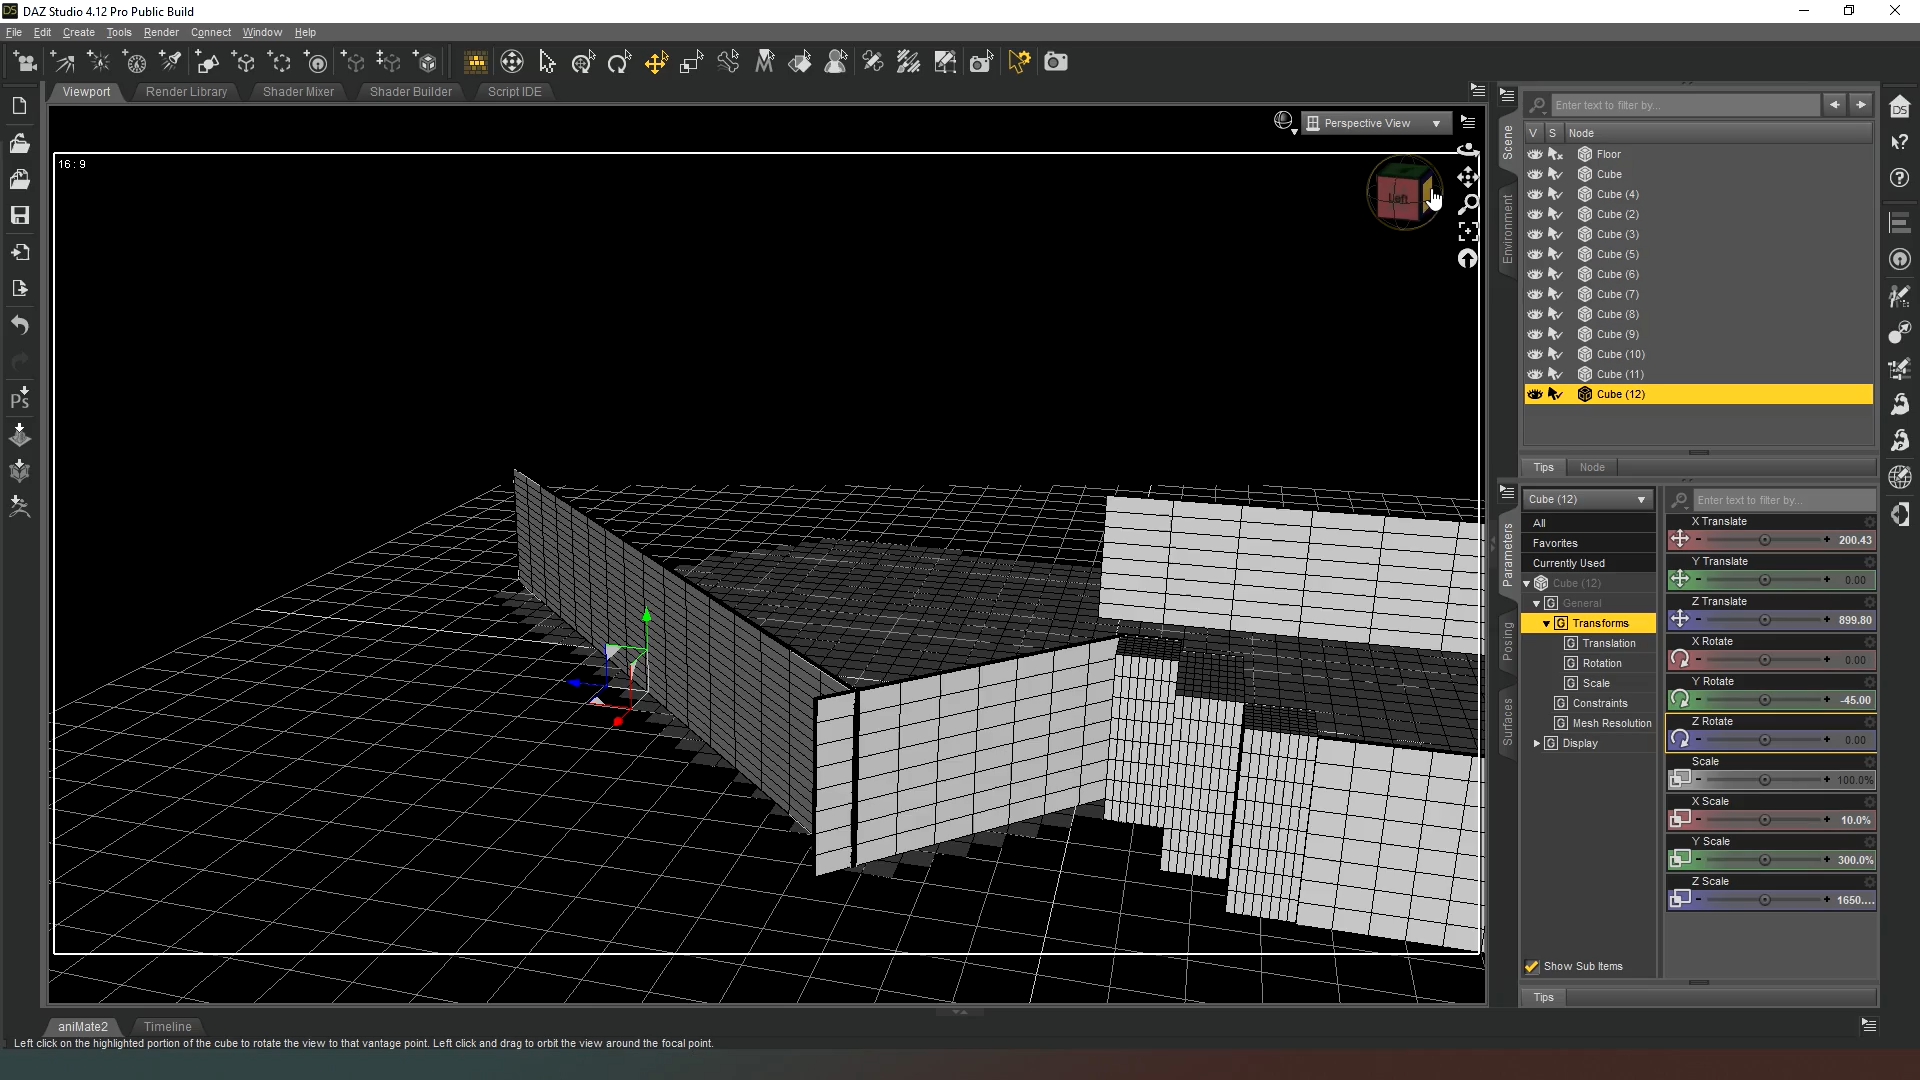 DAZ Studio 4.12 Pro Public Build
File Edit Create Tools Render Connect Window Help
Viewport Render Library Shader Mixer Shader Builder Script IDE
Perspective View
16 : 9
Left
Ps
Scene
Environment
Enter text to filter by...
V S Node
Floor
Cube
Cube (4)
Cube (2)
Cube (3)
Cube (5)
Cube (6)
Cube (7)
Cube (8)
Cube (9)
Cube (10)
Cube (11)
Cube (12)
Tips Node
Parameters
Posing
Surfaces
Cube (12)
Enter text to filter by...
All
Favorites
Currently Used
Cube (12)
General
Transforms
Translation
Rotation
Scale
Constraints
Mesh Resolution
Display
Show Sub Items
X Translate
200.43
Y Translate
0.00
Z Translate
899.80
X Rotate
0.00
Y Rotate
-45.00
Z Rotate
0.00
Scale
100.0%
X Scale
10.0%
Y Scale
300.0%
Z Scale
1650....
Tips
DS
aniMate2 Timeline
Left click on the highlighted portion of the cube to rotate the view to that vantage point. Left click and drag to orbit the view around the focal point.